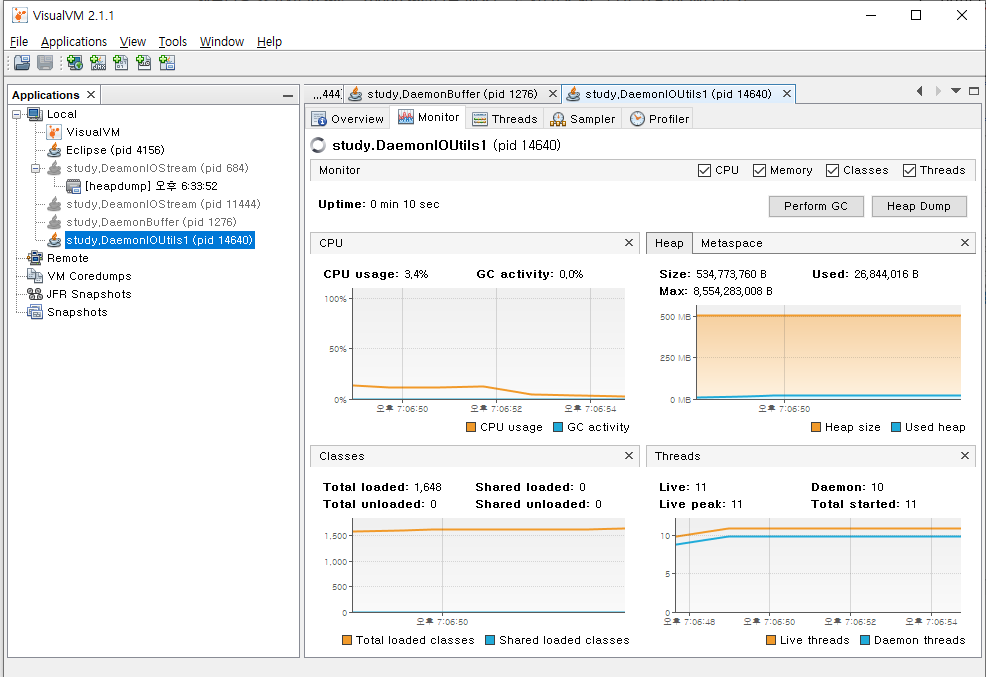 VisualVM 2.1.1
File Applications View Tools Window Help
Applications
Local
VisualVM
Eclipse (pid 4156)
study.DeamonIOStream (pid 684)
[heapdump] 오후 6:33:52
study.DeamonIOStream (pid 11444)
study.DaemonBuffer (pid 1276)
study.DaemonIOUtils1 (pid 14640)
Remote
VM Coredumps
JFR Snapshots
Snapshots
...444) study.DaemonBuffer (pid 1276) study.DaemonIOUtils1 (pid 14640)
Overview Monitor Threads Sampler Profiler
study.DaemonIOUtils1 (pid 14640)
Monitor CPU Memory Classes Threads
Uptime: 0 min 10 sec Perform GC Heap Dump
CPU
CPU usage: 3,4% GC activity: 0,0%
100%
50%
0%
오후 7:06:50 오후 7:06:52 오후 7:06:54
CPU usage GC activity
Heap Metaspace
Size: 534,773,760 B Used: 26,844,016 B
Max: 8,554,283,008 B
500 MB
250 MB
0 MB
오후 7:06:50
Heap size Used heap
Classes
Total loaded: 1,648 Shared loaded: 0
Total unloaded: 0 Shared unloaded: 0
1.500
1.000
500
0
오후 7:06:50
Total loaded classes Shared loaded classes
Threads
Live: 11 Daemon: 10
Live peak: 11 Total started: 11
10
5
0
오후 7:06:48 오후 7:06:50 오후 7:06:52 오후 7:06:54
Live threads Daemon threads